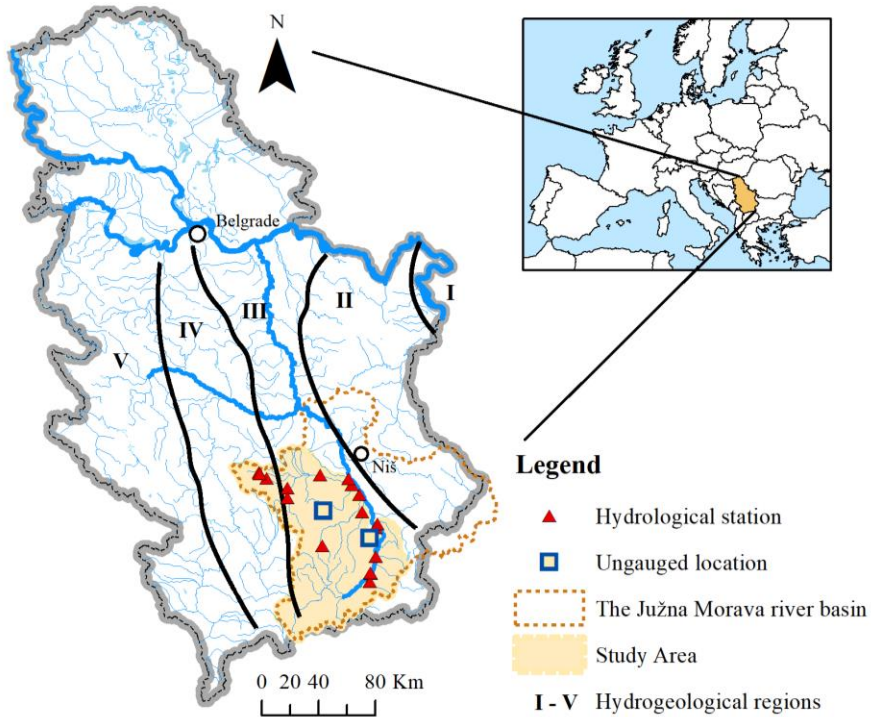 N
Belgrade
I
II
III
IV
V
Niš
Legend
Hydrological station
Ungauged location
The Južna Morava river basin
Study Area
I - V Hydrogeological regions
0 20 40 80 Km